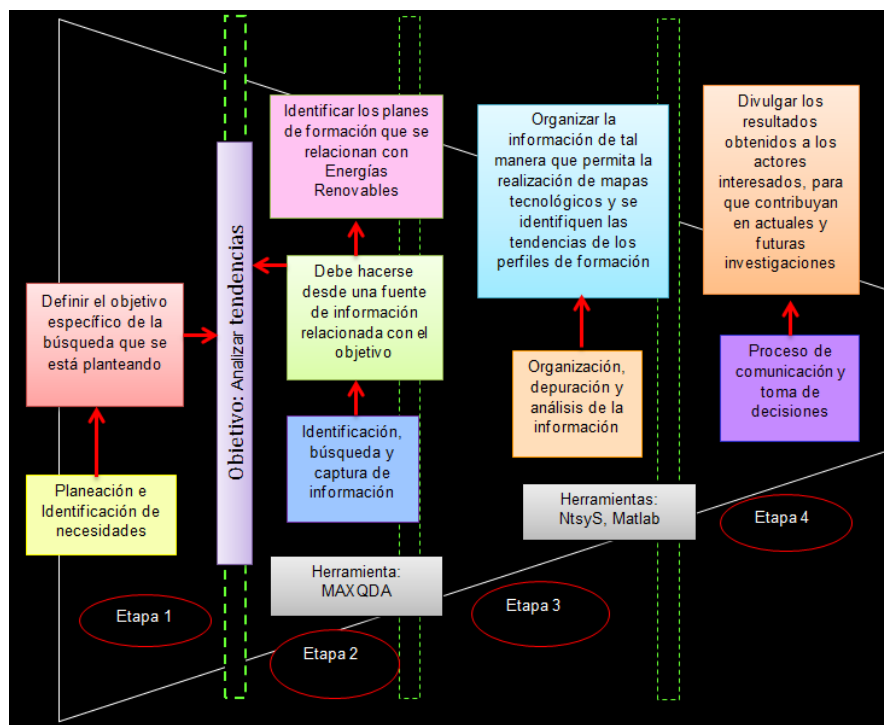 Definir el objetivo
específico de la
búsqueda que se
está planteando
Planeación e
Identificación de
necesidades
Etapa 1
Objetivo: Analizar tendencias
Identificar los planes
de formación que se
relacionan con
Energías
Renovables
Debe hacerse
desde una fuente
de información
relacionada con el
objetivo
Identificación,
búsqueda y
captura de
información
Herramienta:
MAXQDA
Etapa 2
Organizar la
información de tal
manera que permita la
realización de mapas
tecnológicos y se
identifiquen las
tendencias de los
perfiles de formación
Organización,
depuración y
análisis de la
información
Herramientas:
NtsyS, Matlab
Etapa 3
Divulgar los
resultados
obtenidos a los
actores
interesados, para
que contribuyan
en actuales y
futuras
investigaciones
Proceso de
comunicación y
toma de
decisiones
Etapa 4